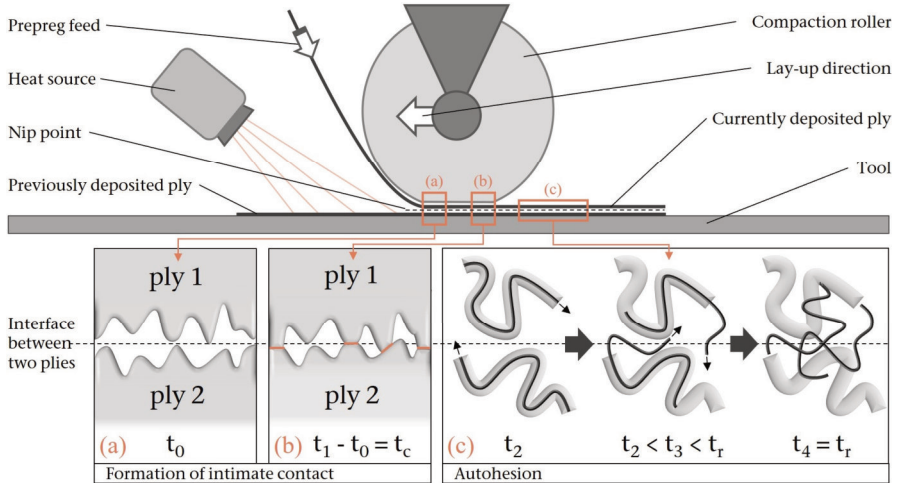 Prepreg feed
Heat source
Nip point
Previously deposited ply
Compaction roller
Lay-up direction
Currently deposited ply
Tool
(a)
(b)
(c)
Interface
between
two plies
ply 1
ply 2
(a) t0
ply 1
ply 2
(b) t1 - t0 = tc
Formation of intimate contact
(c) t2
t2 < t3 < tr
t4 = tr
Autohesion